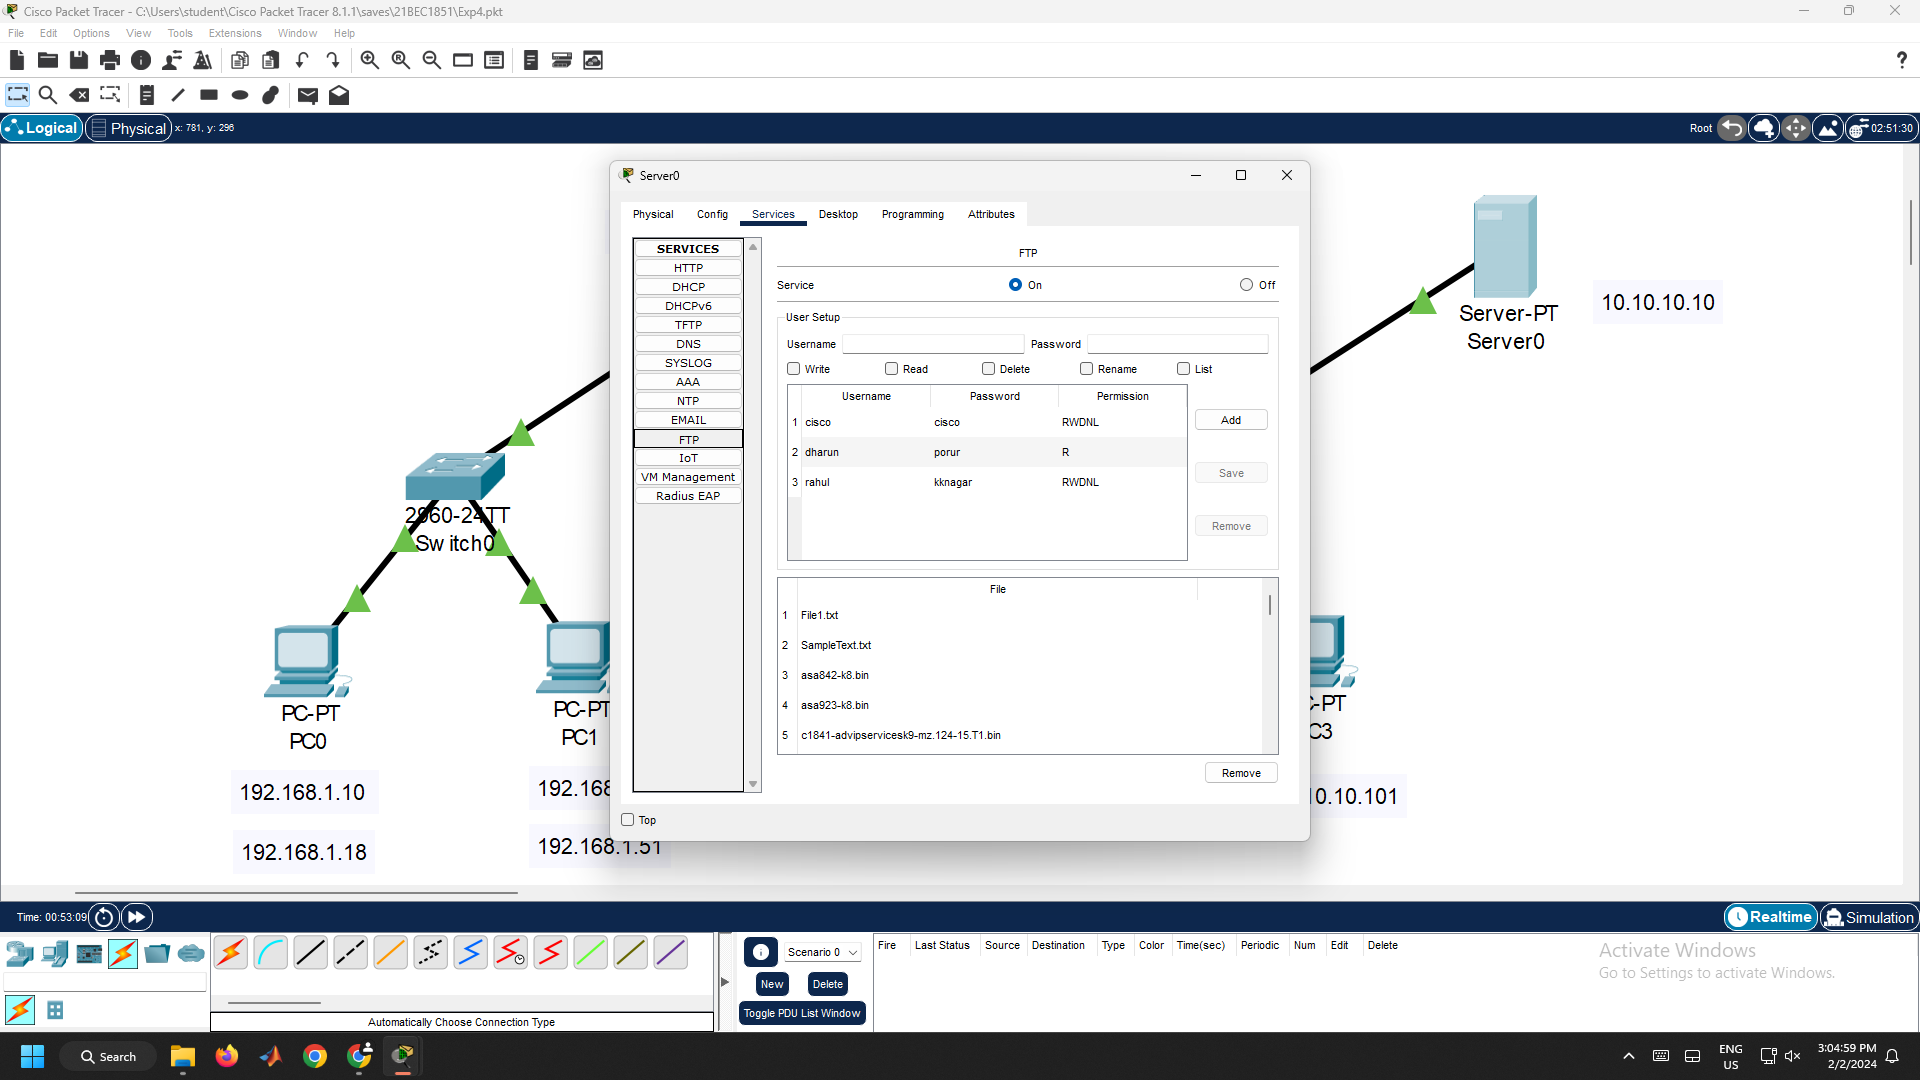 Cisco Packet Tracer - C:\Users\student\Cisco Packet Tracer 8.1.1\saves\21BEC1851\Exp4.pkt
File Edit Options View Tools Extensions Window Help
?
Logical Physical x: 781, y: 296 Root 02:51:30
Server0
Physical Config Services Desktop Programming Attributes
SERVICES
HTTP
DHCP
DHCPv6
TFTP
DNS
SYSLOG
AAA
NTP
EMAIL
FTP
IoT
VM Management
Radius EAP
FTP
Service On Off
User Setup
Username Password
Write Read Delete Rename List
Username Password Permission
1 cisco cisco RWDNL
2 dharun porur R
3 rahul kknagar RWDNL
Add
Save
Remove
File
1 File1.txt
2 SampleText.txt
3 asa842-k8.bin
4 asa923-k8.bin
5 c1841-advipservicesk9-mz.124-15.T1.bin
Remove
Top
Server-PT
Server0
10.10.10.10
2960-24TT
Switch0
PC-PT
PC0
192.168.1.10
192.168.1.18
PC-PT
PC1
192.168
192.168.1.51
-PT
C3
0.10.101
Time: 00:53:09 Realtime Simulation
Automatically Choose Connection Type
Scenario 0
New Delete
Toggle PDU List Window
Fire Last Status Source Destination Type Color Time(sec) Periodic Num Edit Delete
Activate Windows
Go to Settings to activate Windows.
Search
ENG
US
3:04:59 PM
2/2/2024